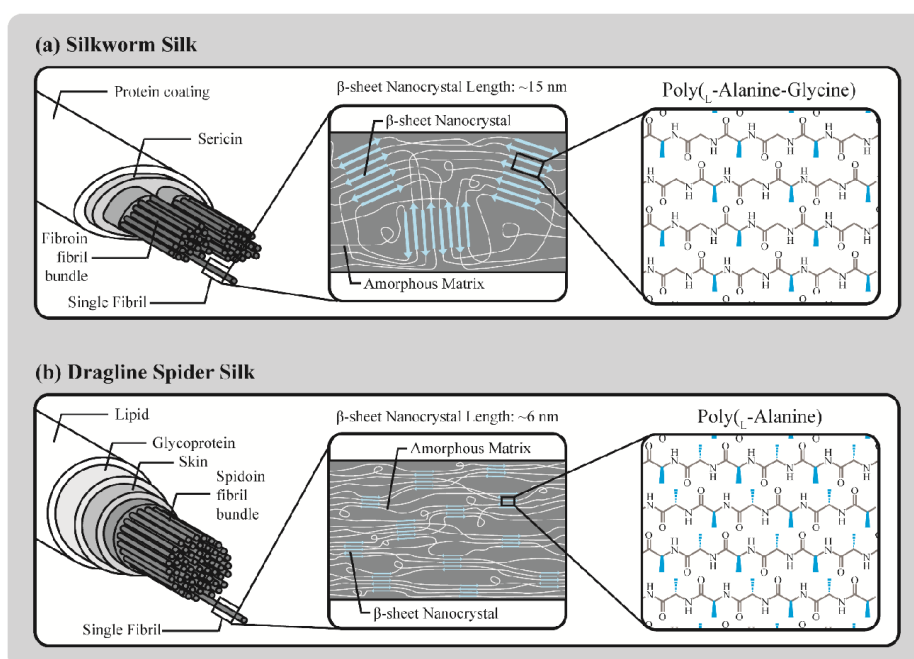 (a) Silkworm Silk
Protein coating
Sericin
Fibroin
fibril
bundle
Single Fibril
β-sheet Nanocrystal Length: ~15 nm
β-sheet Nanocrystal
Amorphous Matrix
Poly(L-Alanine-Glycine)
(b) Dragline Spider Silk
Lipid
Glycoprotein
Skin
Spidoin
fibril
bundle
Single Fibril
β-sheet Nanocrystal Length: ~6 nm
Amorphous Matrix
β-sheet Nanocrystal
Poly(L-Alanine)